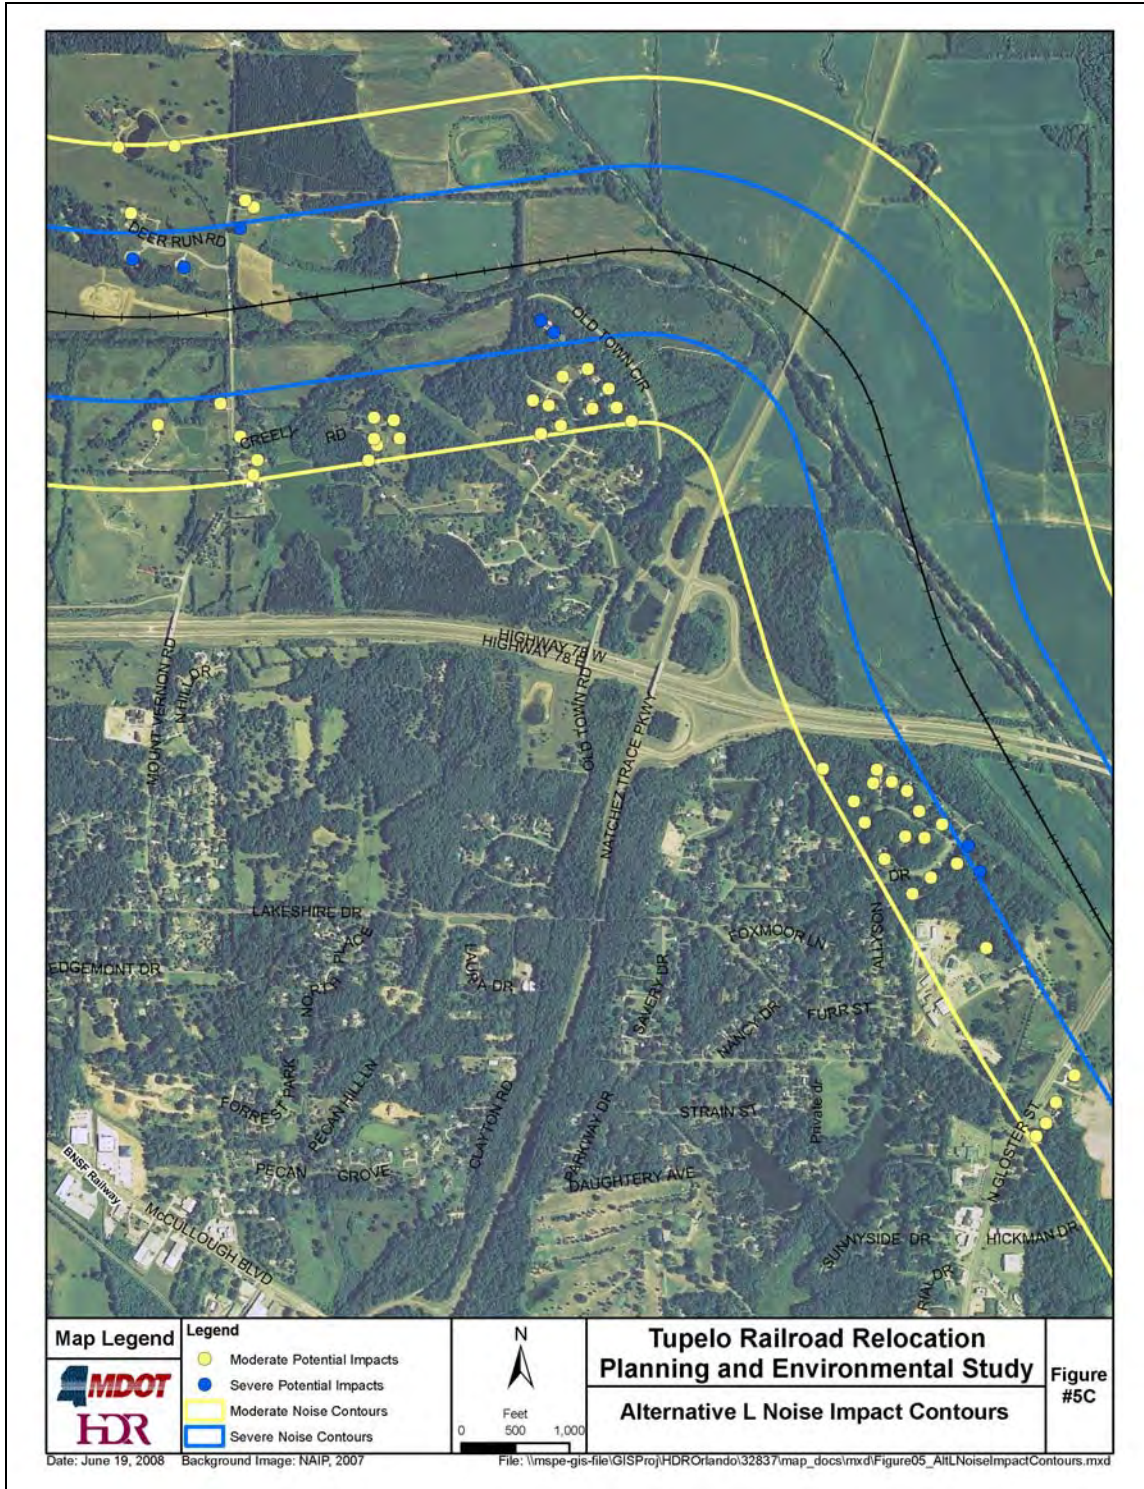 DEER RUN RD
OLD TOWN CIR
CREELL RD
HIGHWAY 78 W
HIGHWAY 78 E
MOUNT VERNON RD
N HILL DR
OLD TOWN RD
NATCHEZ TRACE PKWY
LAKESHIRE DR
DR
ALLYSON
FOXMOOR LN
EDGEMONT DR
PLACE
LAURA DR
SAVERY DR
NANCY DR
FURR ST
FORREST PARK
PECAN HILL LN
CLAYTON RD
PARKWAY DR
STRAIN ST
Private dr
N GLOSTER ST
PECAN GROVE
DAUGHTERY AVE
BNSF Railway
McCULLOUGH BLVD
SUNNYSIDE DR
HICKMAN DR
RIAL DR
Map Legend
MDOT
HDR
Legend
Moderate Potential Impacts
Severe Potential Impacts
Moderate Noise Contours
Severe Noise Contours
N
Feet
0 500 1,000
Tupelo Railroad Relocation
Planning and Environmental Study
Alternative L Noise Impact Contours
Figure
#5C
Date: June 19, 2008 Background Image: NAIP, 2007 File: \\mspe-gis-file\GISProj\HDROrlando\32837\map_docs\mxd\Figure05_AltLNoiseImpactContours.mxd